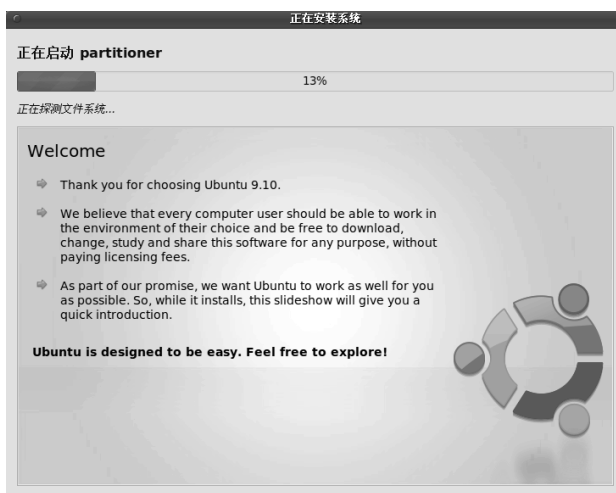 正在安装系统
正在启动 partitioner
13%
正在探测文件系统...
Welcome
Thank you for choosing Ubuntu 9.10.
We believe that every computer user should be able to work in
the environment of their choice and be free to download,
change, study and share this software for any purpose, without
paying licensing fees.
As part of our promise, we want Ubuntu to work as well for you
as possible. So, while it installs, this slideshow will give you a
quick introduction.
Ubuntu is designed to be easy. Feel free to explore!